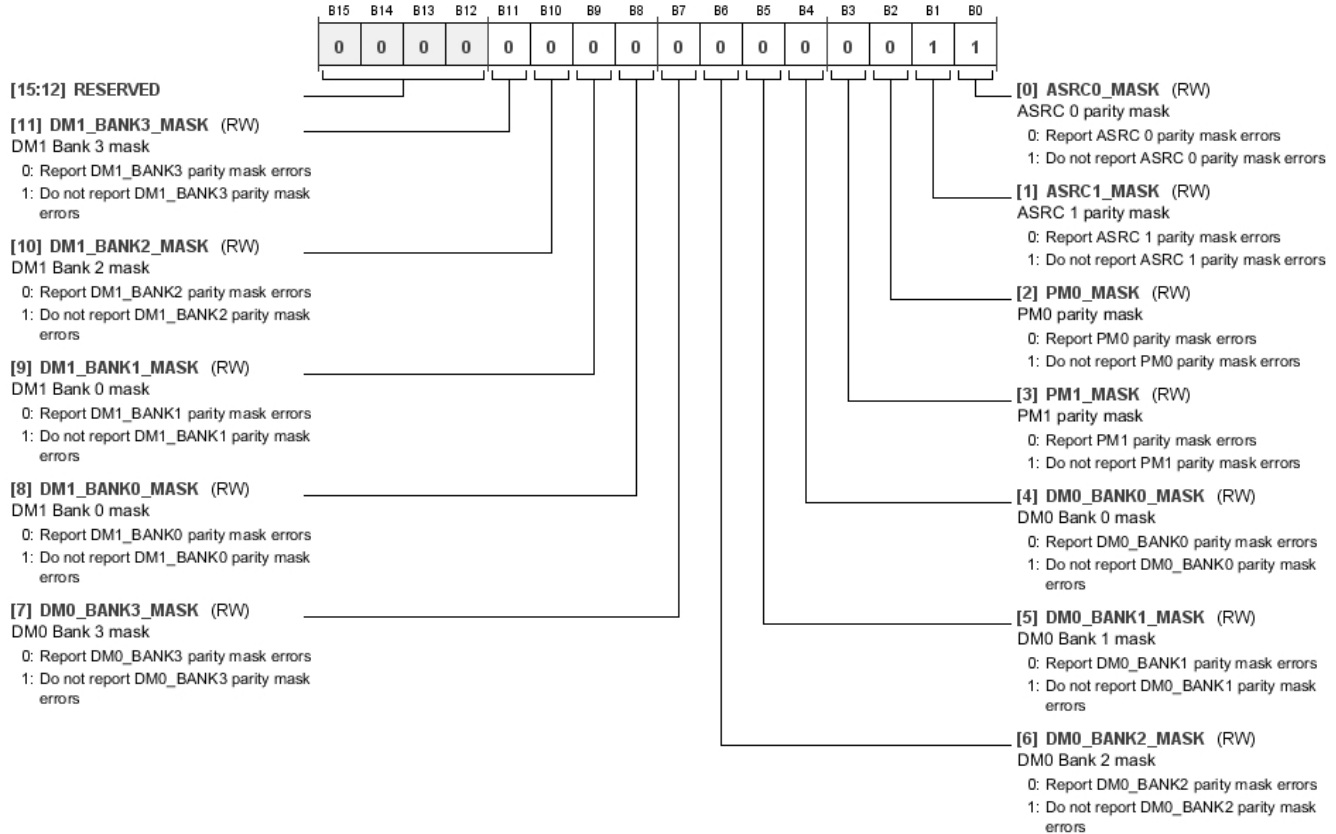 B15 B14 B13 B12 B11 B10 B9 B8 B7 B6 B5 B4 B3 B2 B1 B0
0 0 0 0 0 0 0 0 0 0 0 0 0 0 1 1
[15:12] RESERVED
[11] DM1_BANK3_MASK (RW)
DM1 Bank 3 mask
0: Report DM1_BANK3 parity mask errors
1: Do not report DM1_BANK3 parity mask
errors
[10] DM1_BANK2_MASK (RW)
DM1 Bank 2 mask
0: Report DM1_BANK2 parity mask errors
1: Do not report DM1_BANK2 parity mask
errors
[9] DM1_BANK1_MASK (RW)
DM1 Bank 0 mask
0: Report DM1_BANK1 parity mask errors
1: Do not report DM1_BANK1 parity mask
errors
[8] DM1_BANK0_MASK (RW)
DM1 Bank 0 mask
0: Report DM1_BANK0 parity mask errors
1: Do not report DM1_BANK0 parity mask
errors
[7] DM0_BANK3_MASK (RW)
DM0 Bank 3 mask
0: Report DM0_BANK3 parity mask errors
1: Do not report DM0_BANK3 parity mask
errors
[0] ASRC0_MASK (RW)
ASRC 0 parity mask
0: Report ASRC 0 parity mask errors
1: Do not report ASRC 0 parity mask errors
[1] ASRC1_MASK (RW)
ASRC 1 parity mask
0: Report ASRC 1 parity mask errors
1: Do not report ASRC 1 parity mask errors
[2] PM0_MASK (RW)
PM0 parity mask
0: Report PM0 parity mask errors
1: Do not report PM0 parity mask errors
[3] PM1_MASK (RW)
PM1 parity mask
0: Report PM1 parity mask errors
1: Do not report PM1 parity mask errors
[4] DM0_BANK0_MASK (RW)
DM0 Bank 0 mask
0: Report DM0_BANK0 parity mask errors
1: Do not report DM0_BANK0 parity mask
errors
[5] DM0_BANK1_MASK (RW)
DM0 Bank 1 mask
0: Report DM0_BANK1 parity mask errors
1: Do not report DM0_BANK1 parity mask
errors
[6] DM0_BANK2_MASK (RW)
DM0 Bank 2 mask
0: Report DM0_BANK2 parity mask errors
1: Do not report DM0_BANK2 parity mask
errors